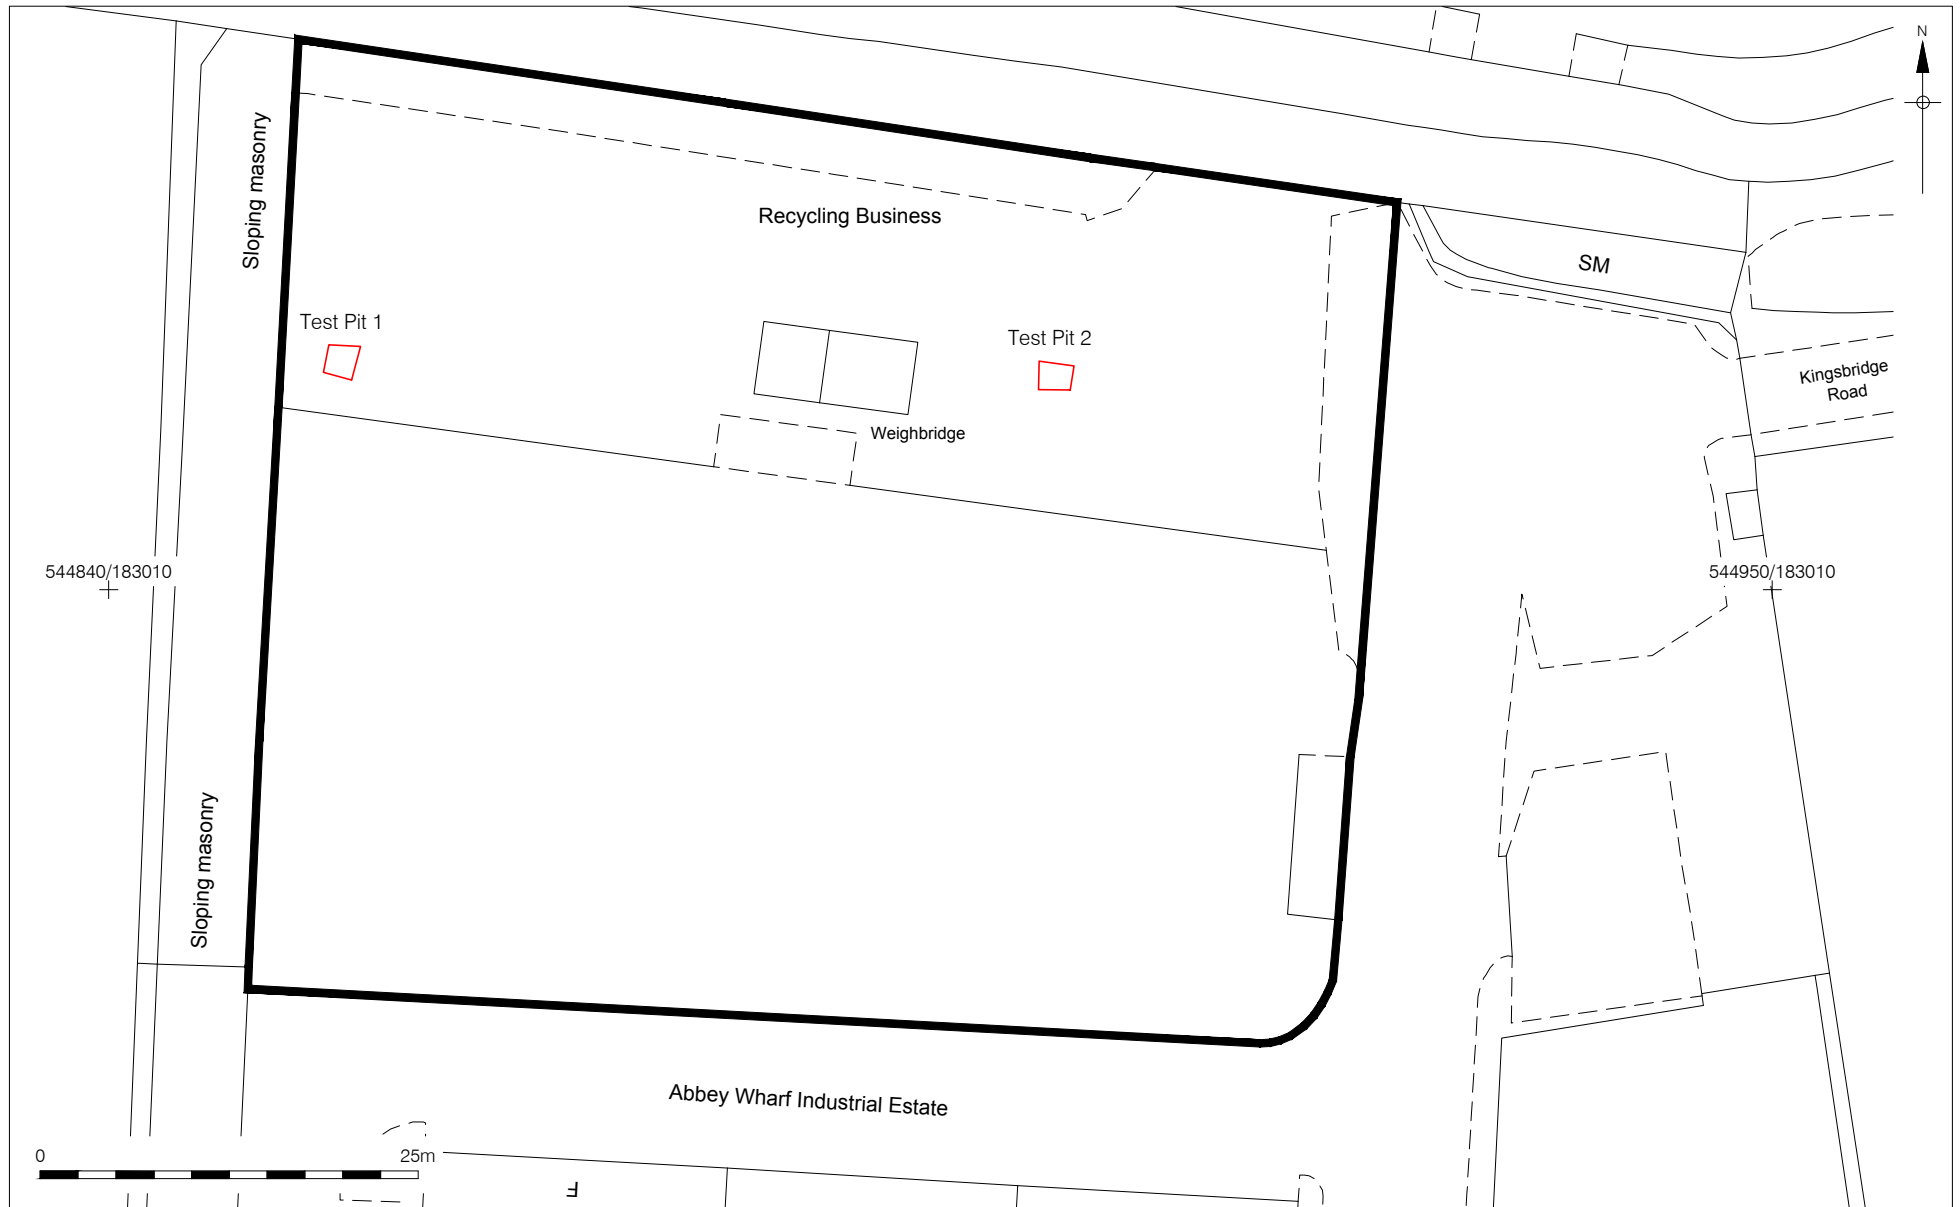 N
Sloping masonry
Recycling Business
SM
Test Pit 1
Test Pit 2
Kingsbridge
Road
Weighbridge
544840/183010
544950/183010
Sloping masonry
Abbey Wharf Industrial Estate
0
25m
F